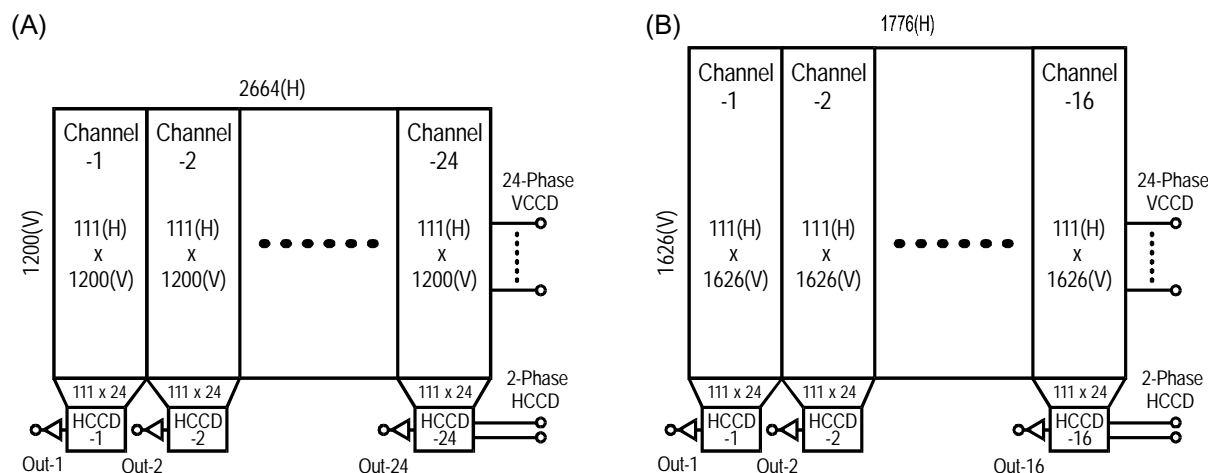 (A)
2664(H)
1200(V)
Channel
-1
Channel
-2
Channel
-24
111(H)
x
1200(V)
111(H)
x
1200(V)
111(H)
x
1200(V)
24-Phase
VCCD
111 x 24
111 x 24
111 x 24
2-Phase
HCCD
HCCD
-1
HCCD
-2
HCCD
-24
Out-1
Out-2
Out-24
(B)
1776(H)
1626(V)
Channel
-1
Channel
-2
Channel
-16
111(H)
x
1626(V)
111(H)
x
1626(V)
111(H)
x
1626(V)
24-Phase
VCCD
111 x 24
111 x 24
111 x 24
2-Phase
HCCD
HCCD
-1
HCCD
-2
HCCD
-16
Out-1
Out-2
Out-16